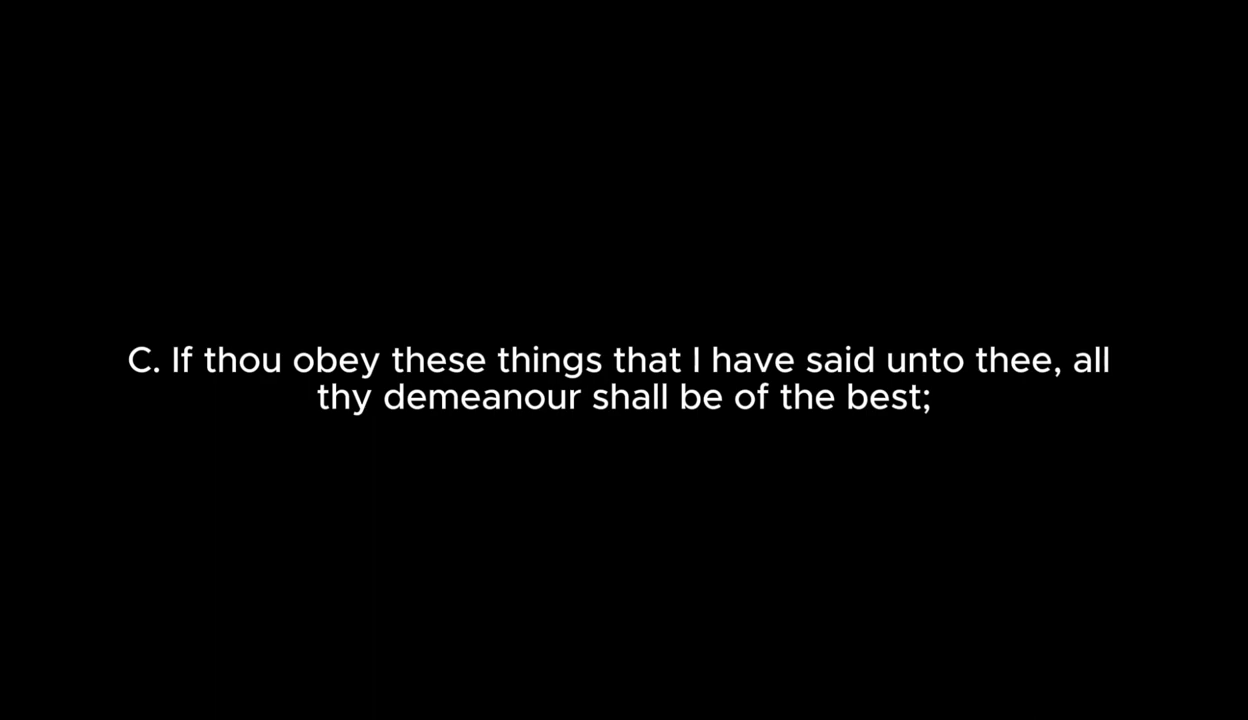 C. If thou obey these things that I have said unto thee, all
thy demeanour shall be of the best;